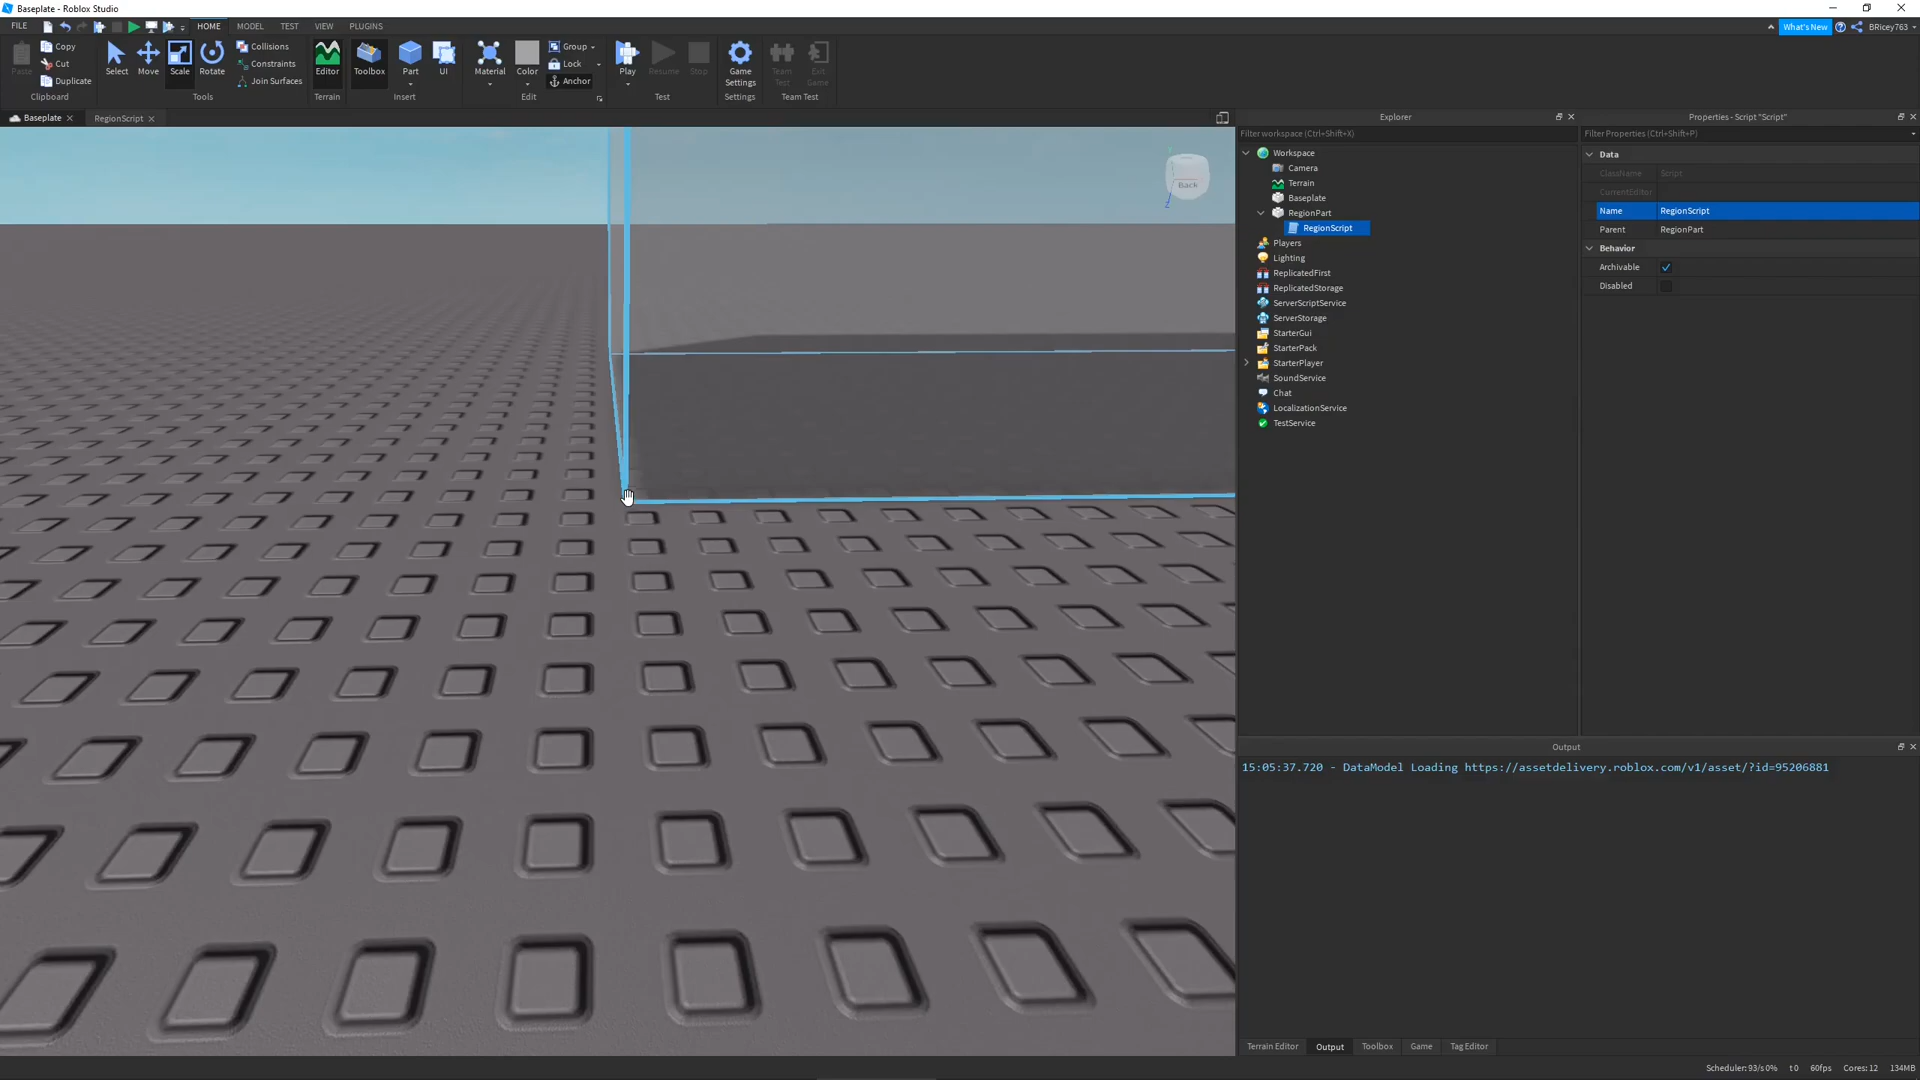 Baseplate - Roblox Studio
FILE
HOME
MODEL
TEST
VIEW
PLUGINS
What's New
BRicey763
Paste
Copy
Cut
Duplicate
Clipboard
Select
Move
Scale
Rotate
Collisions
Constraints
Join Surfaces
Tools
Editor
Terrain
Toolbox
Part
UI
Insert
Material
Color
Group
Lock
Anchor
Edit
Play
Resume
Stop
Test
Game
Settings
Settings
Team
Test
Exit
Game
Team Test
Baseplate
RegionScript
Back
Z
Explorer
Filter workspace (Ctrl+Shift+X)
Workspace
Camera
Terrain
Baseplate
RegionPart
RegionScript
Players
Lighting
ReplicatedFirst
ReplicatedStorage
ServerScriptService
ServerStorage
StarterGui
StarterPack
StarterPlayer
SoundService
Chat
LocalizationService
TestService
Properties - Script "Script"
Filter Properties (Ctrl+Shift+P)
Data
ClassName Script
CurrentEditor
Name RegionScript
Parent RegionPart
Behavior
Archivable
Disabled
Output
15:05:37.720 - DataModel Loading https://assetdelivery.roblox.com/v1/asset/?id=95206881
Terrain Editor
Output
Toolbox
Game
Tag Editor
Scheduler: 93/s 0% t 0 60fps Cores: 12 134MB